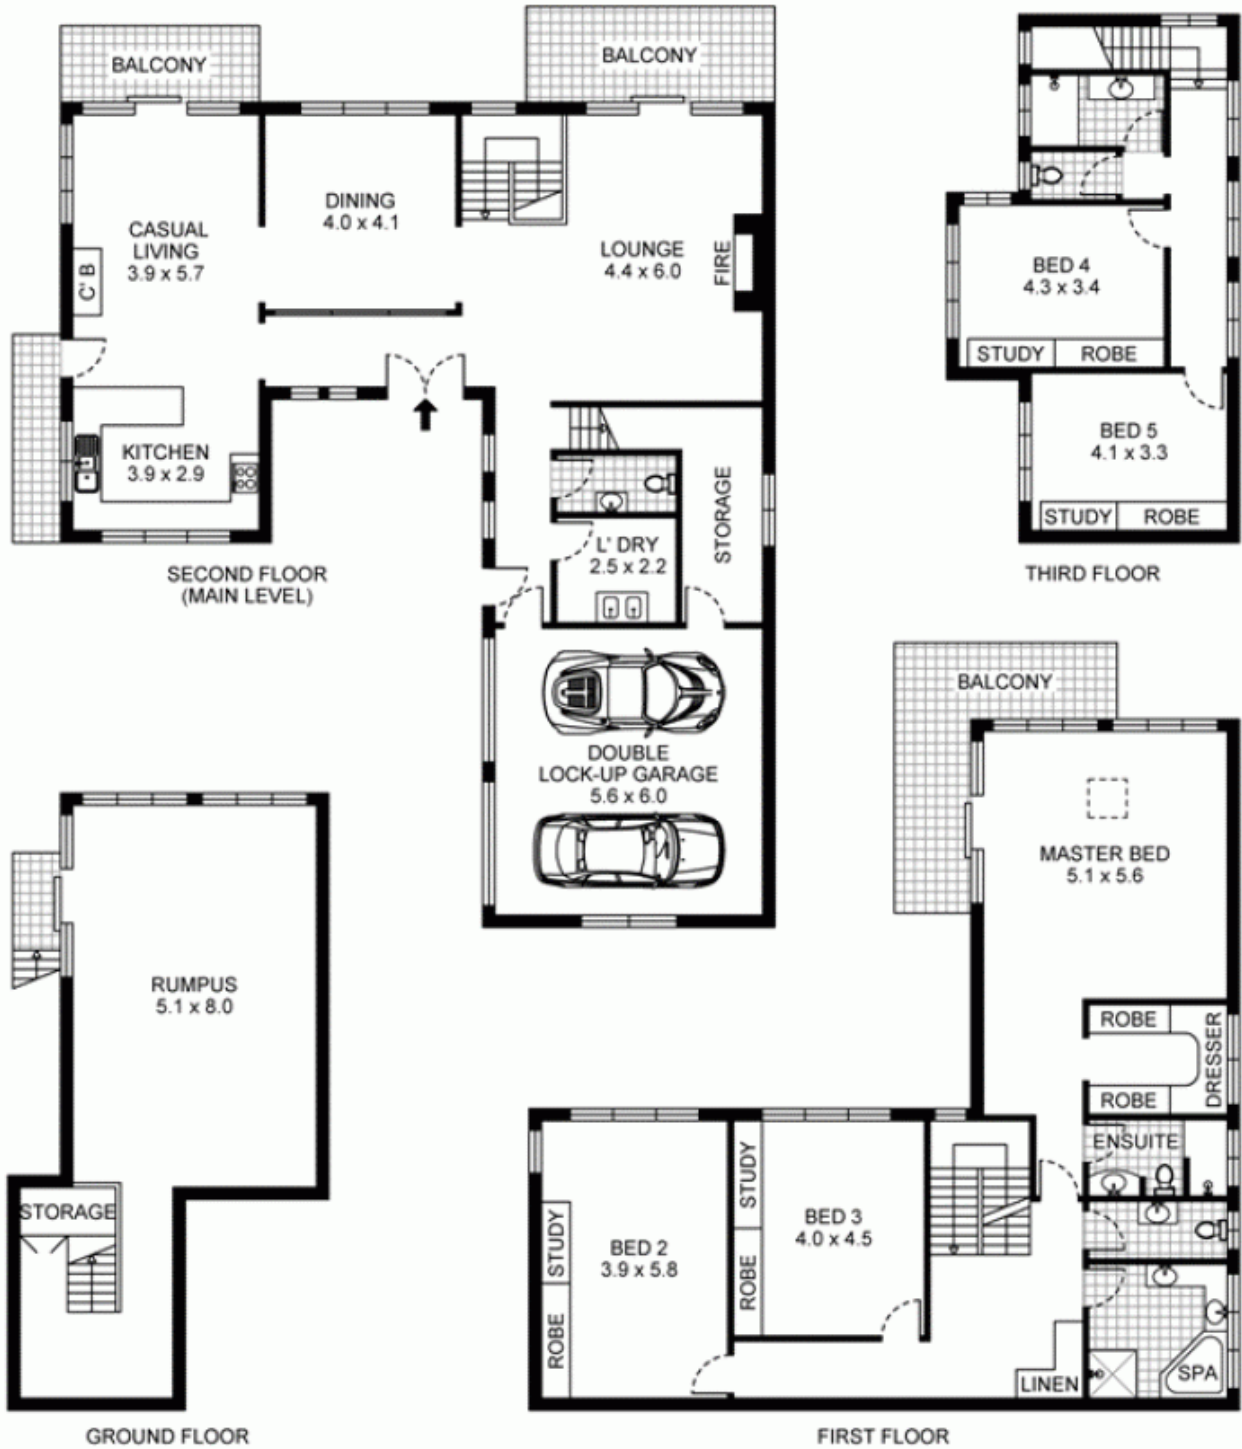 BALCONY
BALCONY
CASUAL
LIVING
3.9 x 5.7
C' B
DINING
4.0 x 4.1
LOUNGE
4.4 x 6.0
FIRE
KITCHEN
3.9 x 2.9
STORAGE
L' DRY
2.5 x 2.2
DOUBLE
LOCK-UP GARAGE
5.6 x 6.0
SECOND FLOOR
(MAIN LEVEL)
BED 4
4.3 x 3.4
STUDY
ROBE
BED 5
4.1 x 3.3
STUDY
ROBE
THIRD FLOOR
RUMPUS
5.1 x 8.0
STORAGE
GROUND FLOOR
BALCONY
MASTER BED
5.1 x 5.6
ROBE
DRESSER
ROBE
ENSUITE
STUDY
BED 3
4.0 x 4.5
ROBE
STUDY
BED 2
3.9 x 5.8
ROBE
LINEN
SPA
FIRST FLOOR